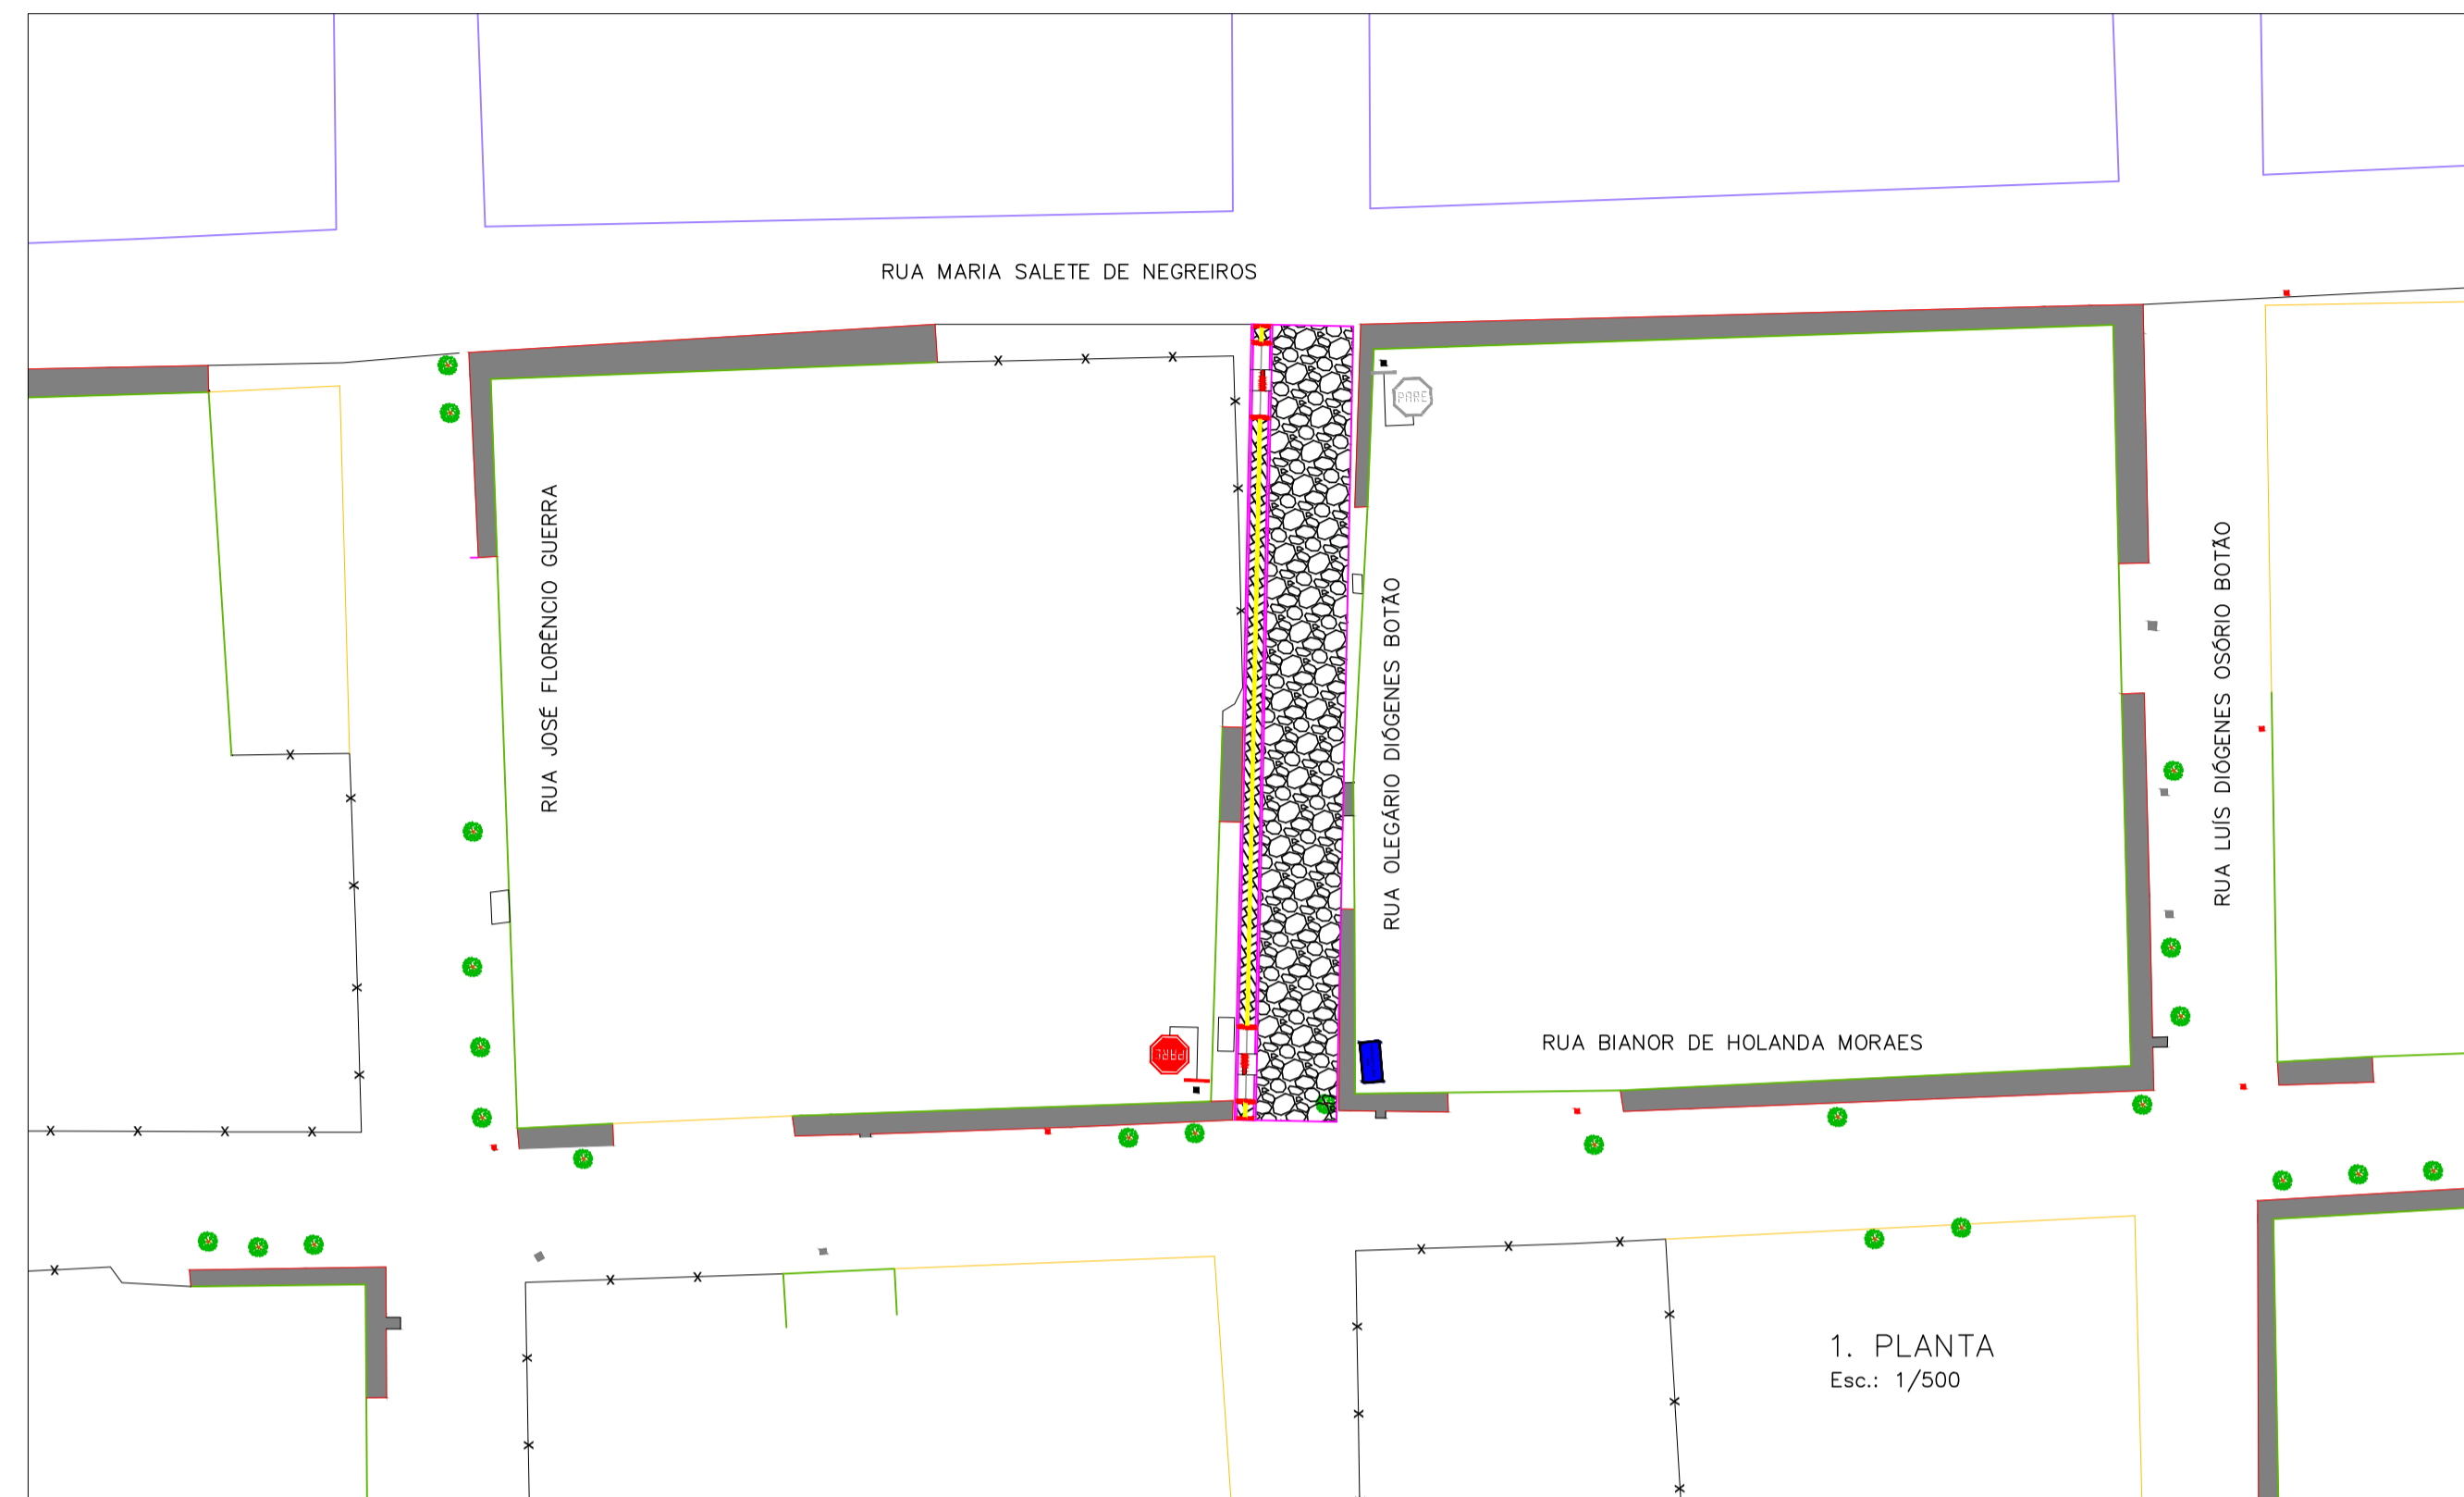 RUA MARIA SALETE DE NEGREIROS
PARE
RUA JOSÉ FLORÊNCIO GUERRA
RUA OLEGÁRIO DIÓGENES BOTÃO
RUA LUÍS DIÓGENES OSÓRIO BOTÃO
RUA BIANOR DE HOLANDA MORAES
PARE
1. PLANTA
Esc.: 1/500